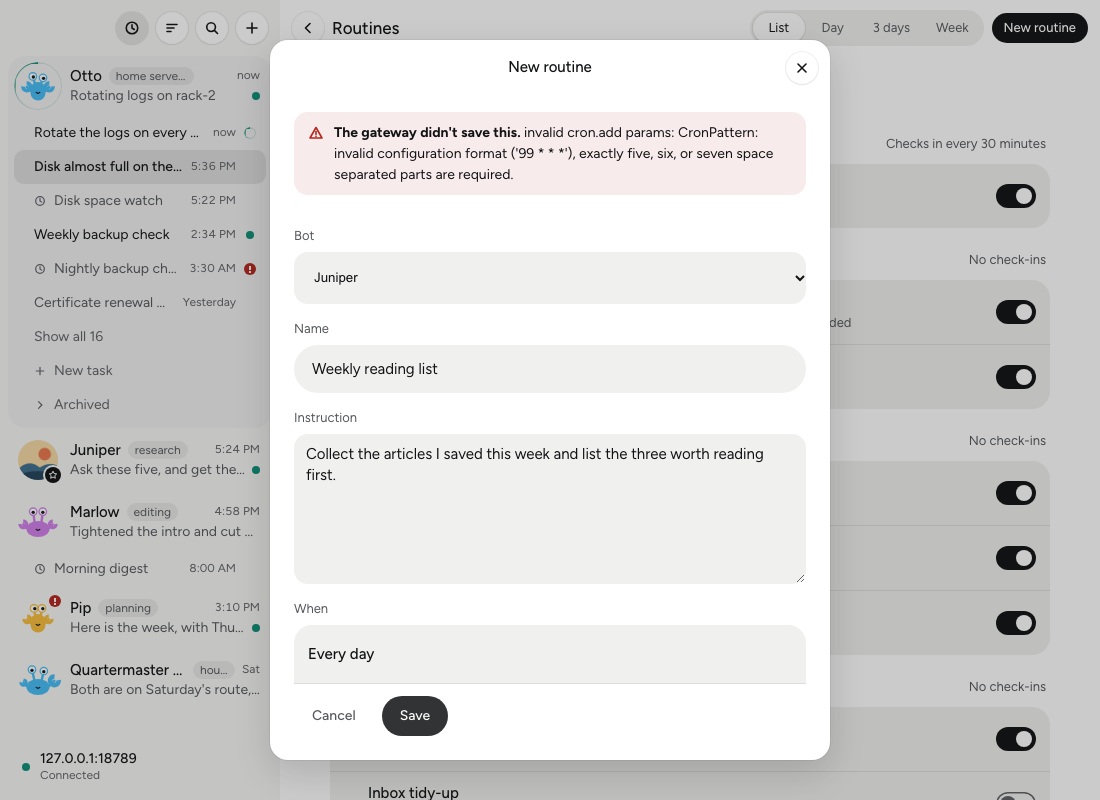 Routines
List
Day
3 days
Week
New routine
Otto
home serve…
now
Rotating logs on rack-2
Rotate the logs on every …
now
Disk almost full on the…
5:36 PM
Disk space watch
5:22 PM
Weekly backup check
2:34 PM
Nightly backup ch…
3:30 AM
Certificate renewal …
Yesterday
Show all 16
New task
Archived
Juniper
research
5:24 PM
Ask these five, and get the…
Marlow
editing
4:58 PM
Tightened the intro and cut …
Morning digest
8:00 AM
Pip
planning
3:10 PM
Here is the week, with Thu…
Quartermaster …
hou…
Sat
Both are on Saturday's route,…
127.0.0.1:18789
Connected
New routine
The gateway didn't save this. invalid cron.add params: CronPattern:
invalid configuration format ('99 * * *'), exactly five, six, or seven space
separated parts are required.
Bot
Juniper
Name
Weekly reading list
Instruction
Collect the articles I saved this week and list the three worth reading
first.
When
Every day
Cancel
Save
Checks in every 30 minutes
No check-ins
ded
No check-ins
No check-ins
Inbox tidy-up